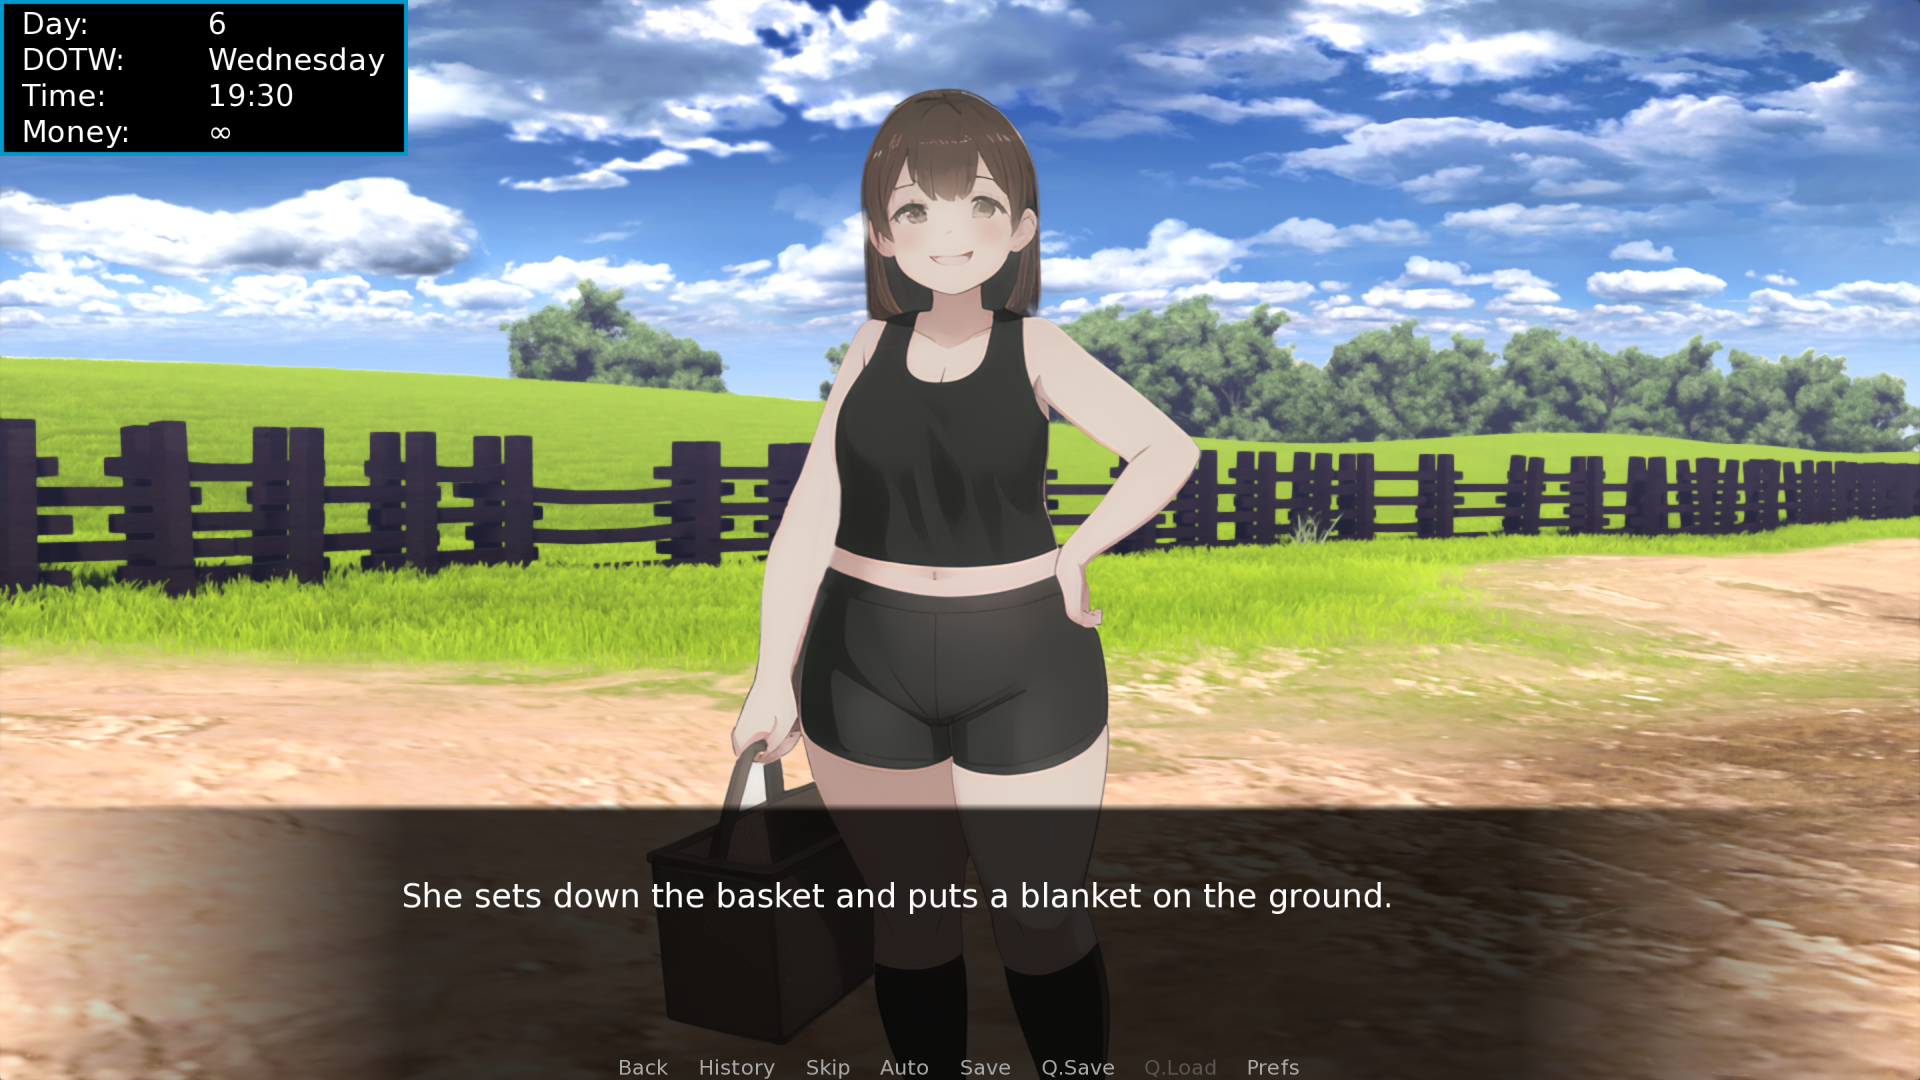 Day: 6
DOTW: Wednesday
Time: 19:30
Money: ∞
She sets down the basket and puts a blanket on the ground.
Back History Skip Auto Save Q.Save Q.Load Prefs